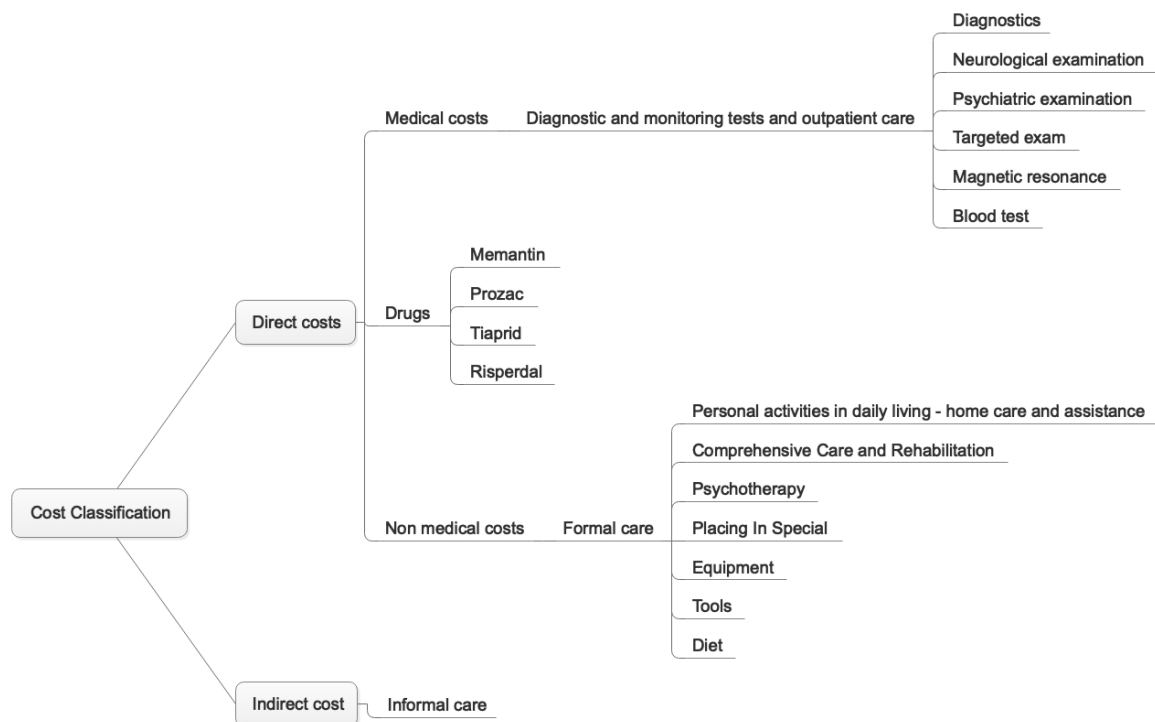 Diagnostics
Neurological examination
Psychiatric examination
Medical costs
Diagnostic and monitoring tests and outpatient care
Targeted exam
Magnetic resonance
Blood test
Memantin
Prozac
Drugs
Direct costs
Tiaprid
Risperdal
Personal activities in daily living - home care and assistance
Comprehensive Care and Rehabilitation
Psychotherapy
Cost Classification
Non medical costs
Formal care
Placing In Special
Equipment
Tools
Diet
Indirect cost
Informal care